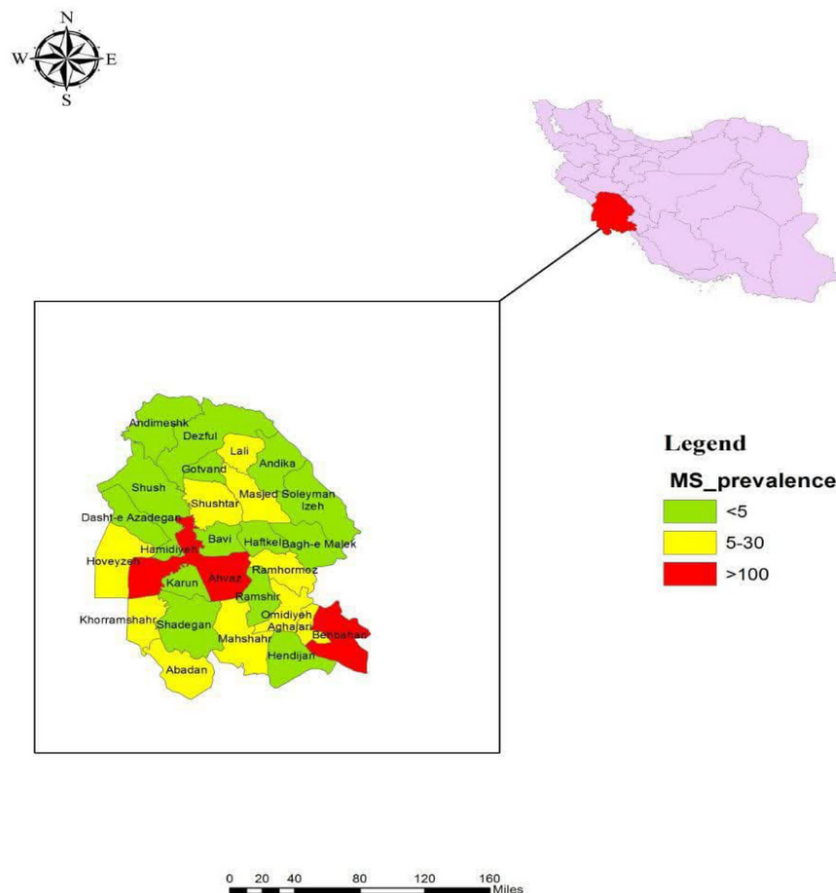 N
W E
S
Andimeshk
Dezful
Lali
Gotvand
Andika
Shush
Masjed Soleyman
Izeh
Shushtar
Dasht-e Azadegan
Bavi
Haftkel
Bagh-e Malek
Hamidiyeh
Hoveyzeh
Ramhormoz
Karun
Ahvaz
Ramshir
Khorramshahr
Shadegan
Omidiyeh
Aghajari
Mahshahr
Behbahan
Hendijan
Abadan
Legend
MS_prevalence
<5
5-30
>100
0 10 20 40 80 120 160
Miles